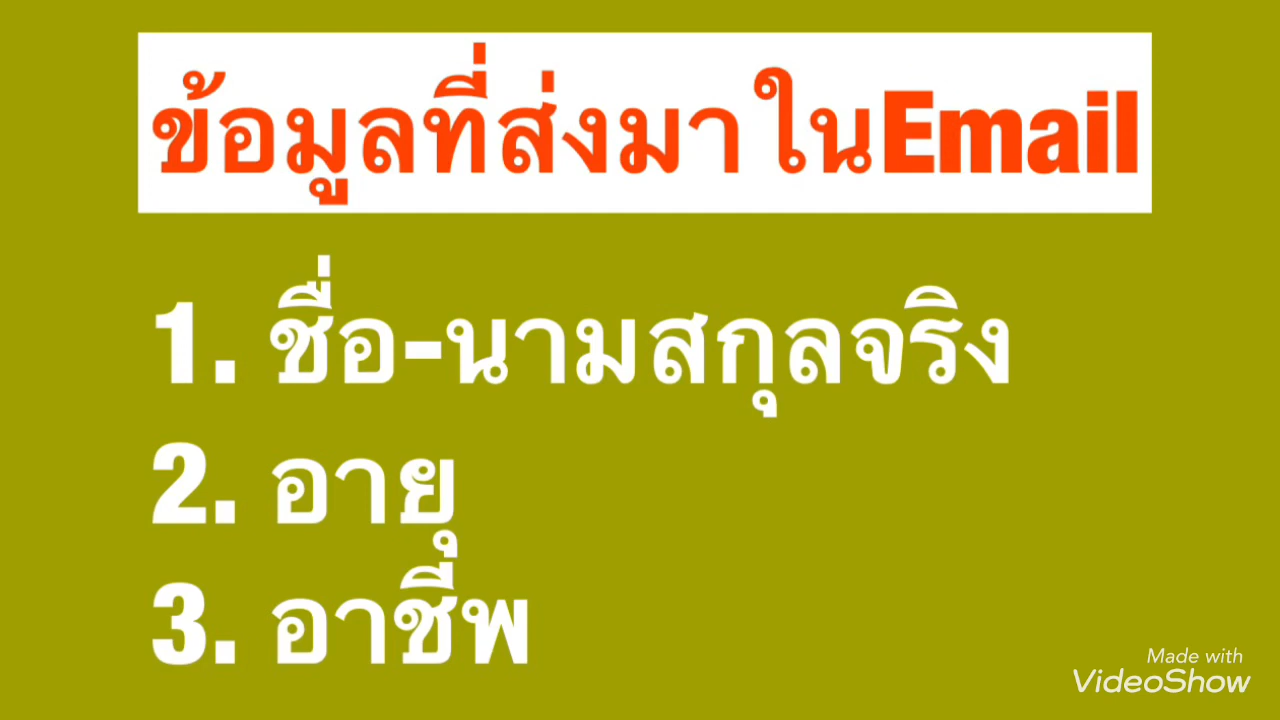 ข้อมูลที่ส่งมาในEmail
1. ชื่อ-นามสกุลจริง
2. อายุ
3. อาชีพ
Made with
VideoShow